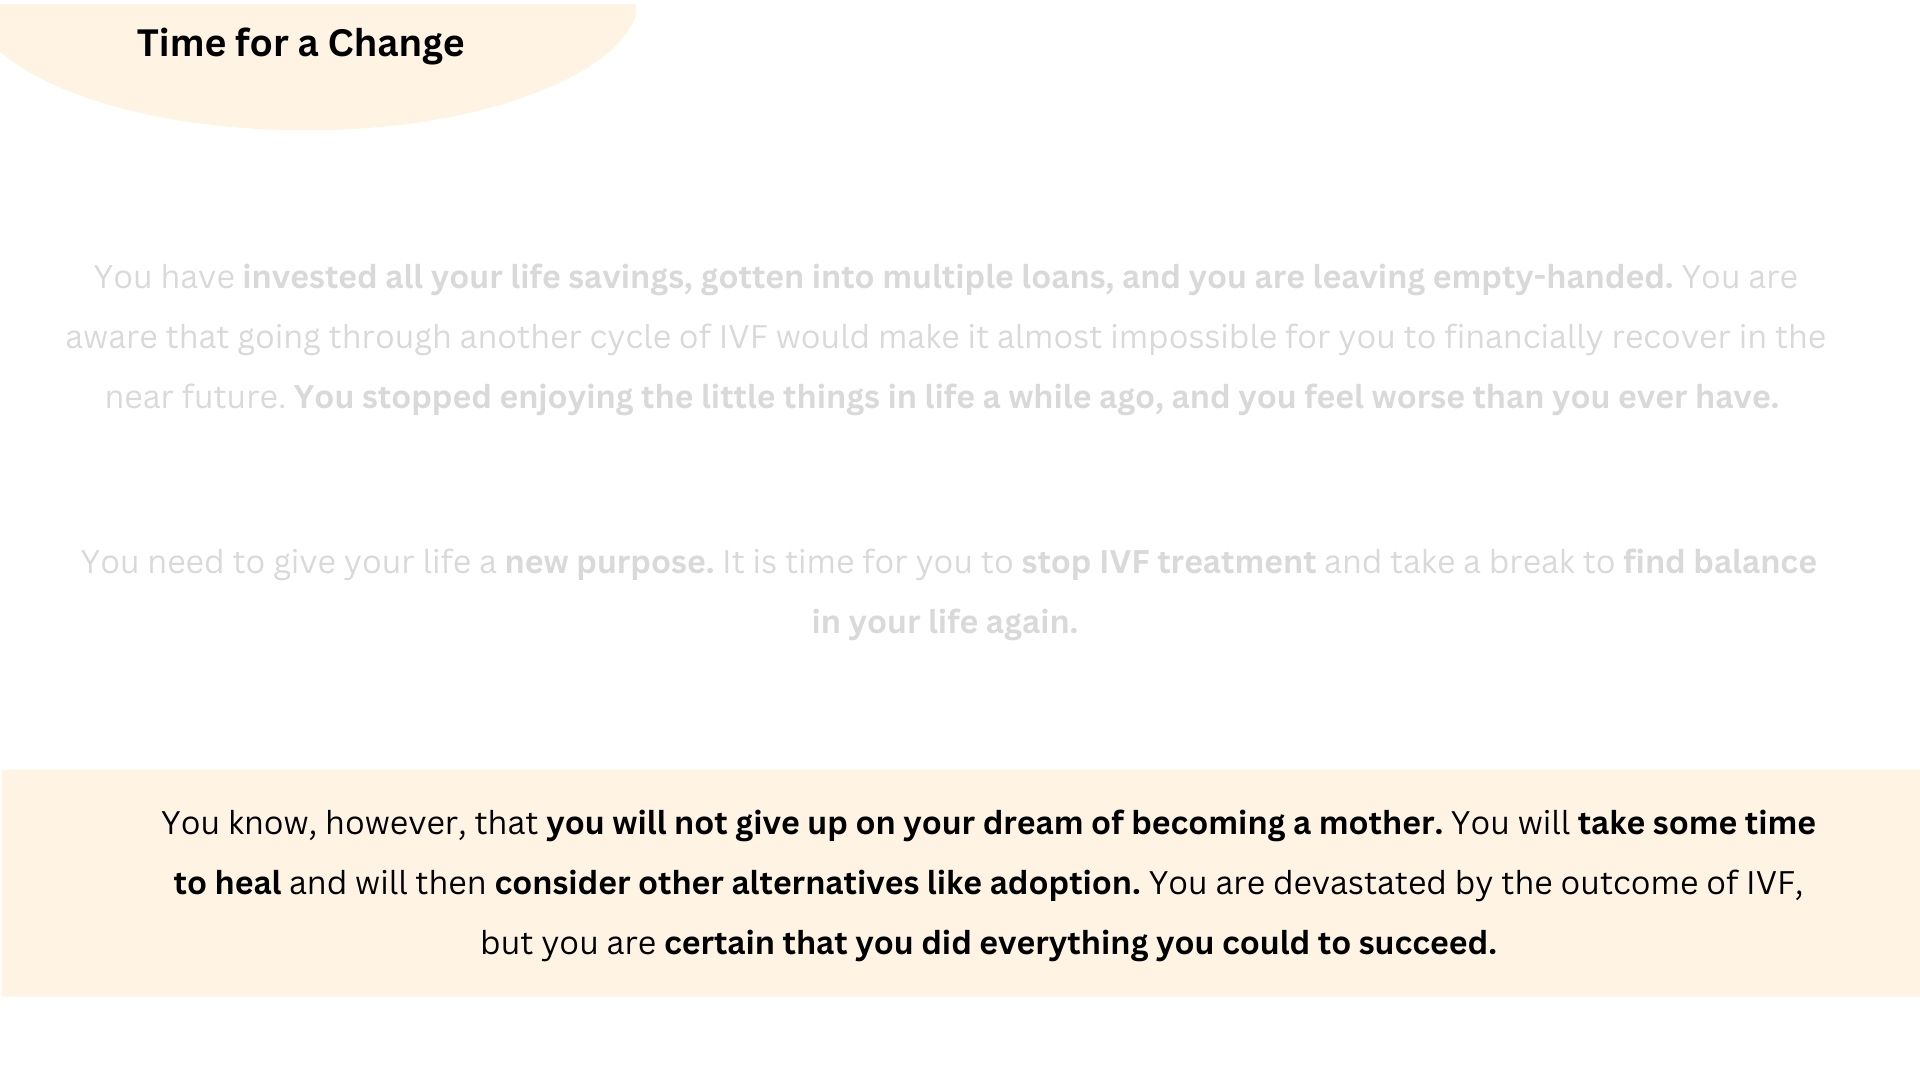 Time for a Change
You have invested all your life savings, gotten into multiple loans, and you are leaving empty-handed. You are
aware that going through another cycle of IVF would make it almost impossible for you to financially recover in the
near future. You stopped enjoying the little things in life a while ago, and you feel worse than you ever have.
You need to give your life a new purpose. It is time for you to stop IVF treatment and take a break to find balance
in your life again.
You know, however, that you will not give up on your dream of becoming a mother. You will take some time
to heal and will then consider other alternatives like adoption. You are devastated by the outcome of IVF,
but you are certain that you did everything you could to succeed.